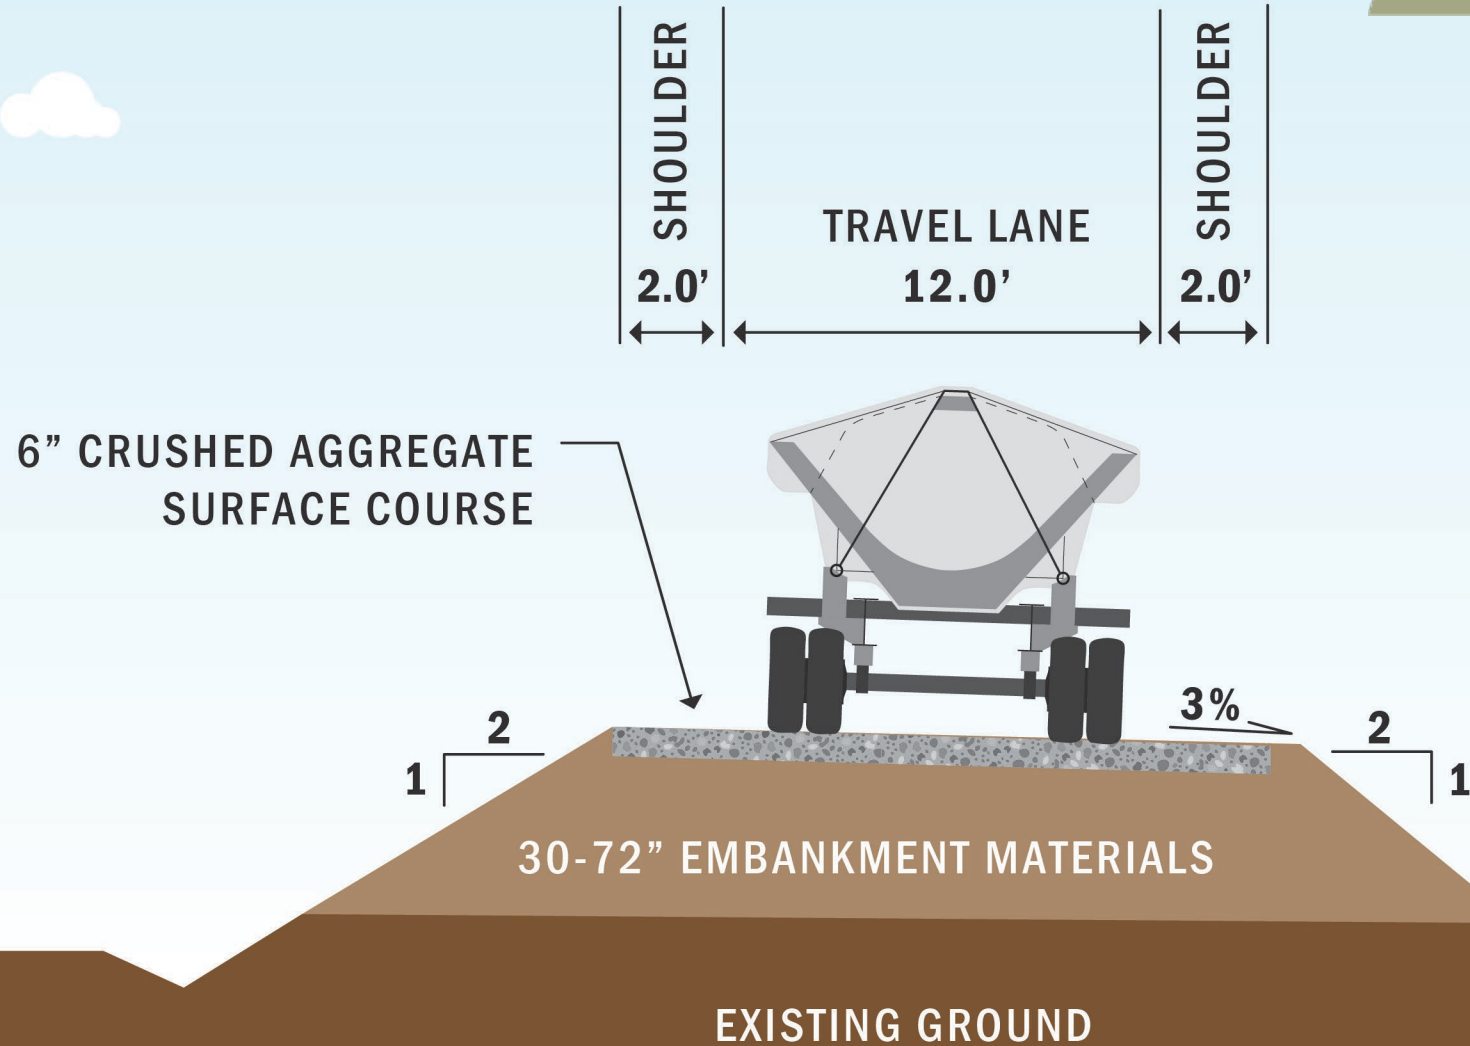 SHOULDER
2.0’
TRAVEL LANE
12.0’
SHOULDER
2.0’
6” CRUSHED AGGREGATE
SURFACE COURSE
2
1
3%
2
1
30-72” EMBANKMENT MATERIALS
EXISTING GROUND